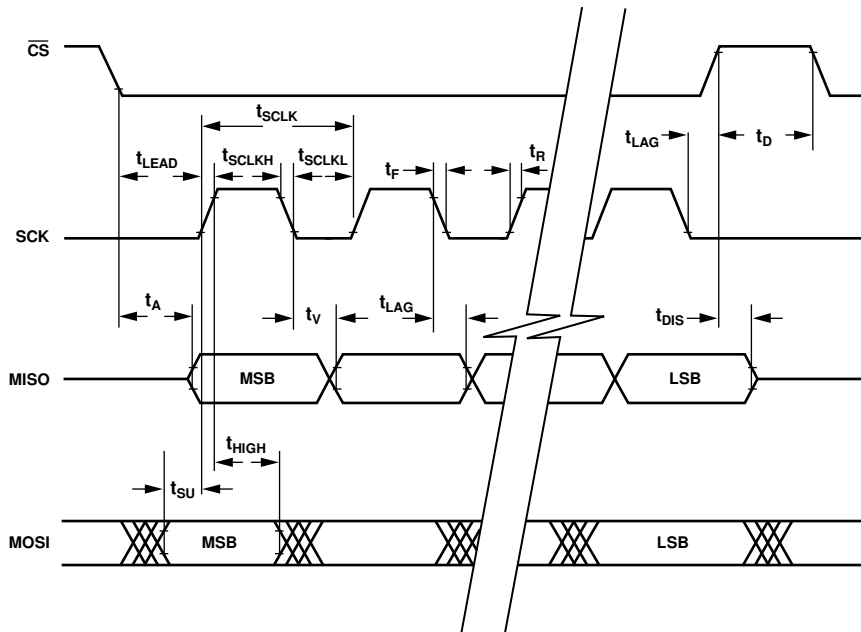 CS
tSCLK
tLEAD
tSCLKH
tSCLKL
tF
tR
tLAG
tD
SCK
tA
tV
tLAG
tDIS
MISO
MSB
LSB
tHIGH
tSU
MOSI
MSB
LSB